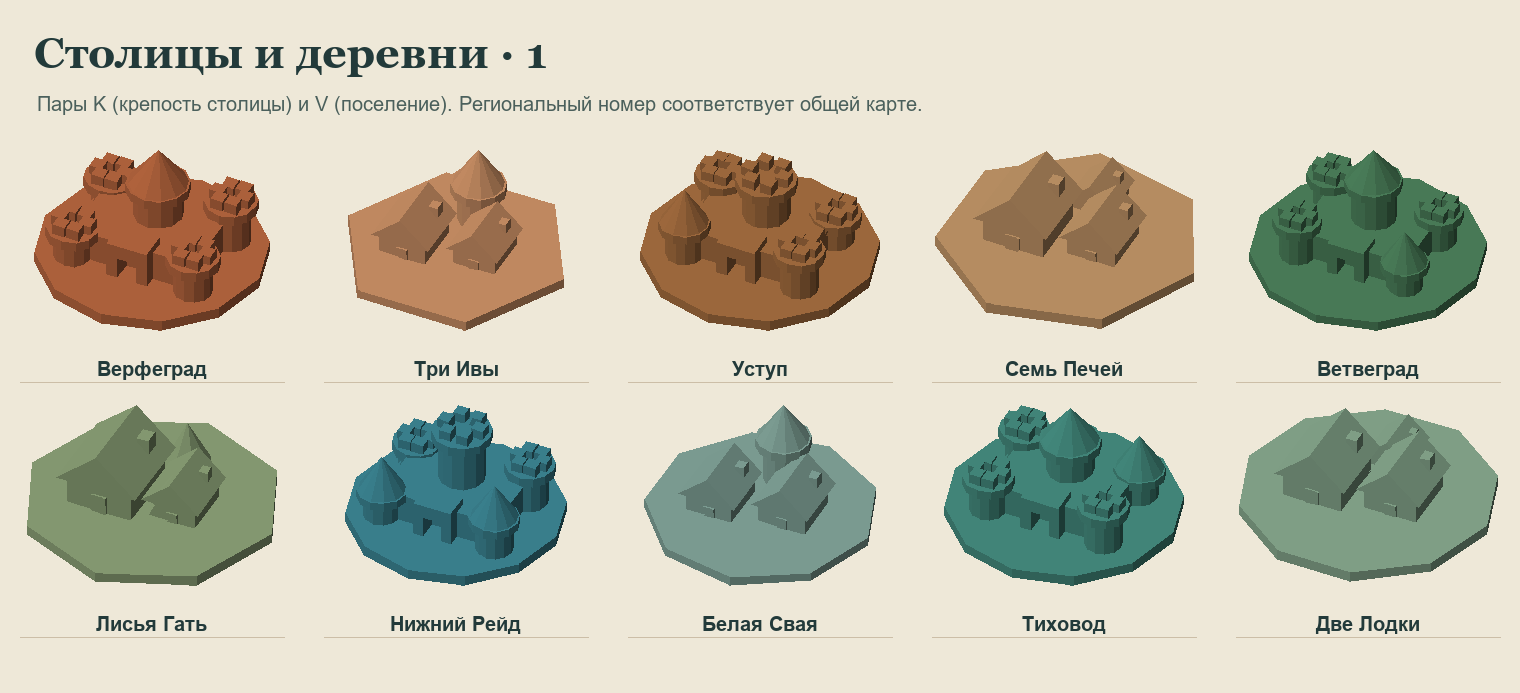 Столицы и деревни · 1
Пары K (крепость столицы) и V (поселение). Региональный номер соответствует общей карте.
Верфеград
Три Ивы
Уступ
Семь Печей
Ветвеград
Лисья Гать
Нижний Рейд
Белая Свая
Тиховод
Две Лодки